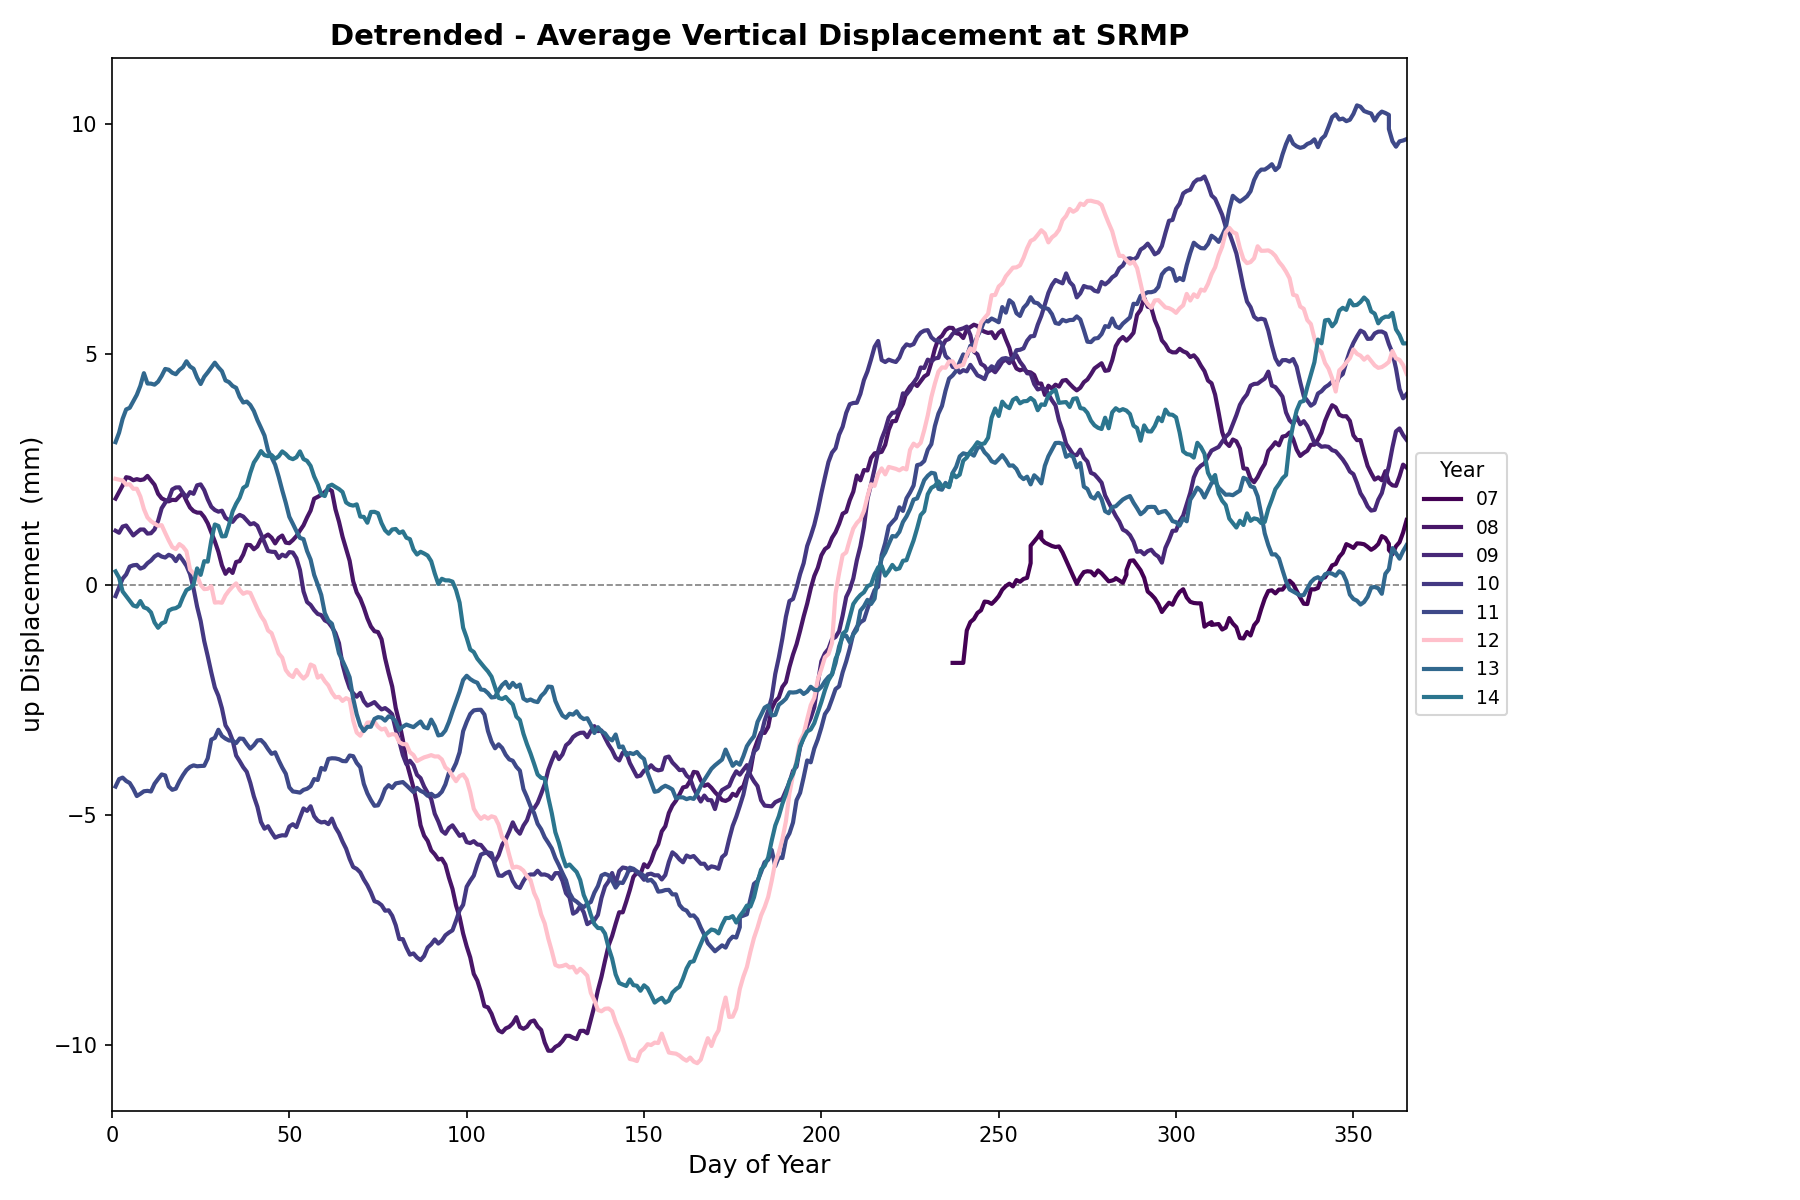 Detrended - Average Vertical Displacement at SRMP
up Displacement (mm)
10
5
0
−5
−10
0 50 100 150 200 250 300 350
Day of Year
Year
07
08
09
10
11
12
13
14